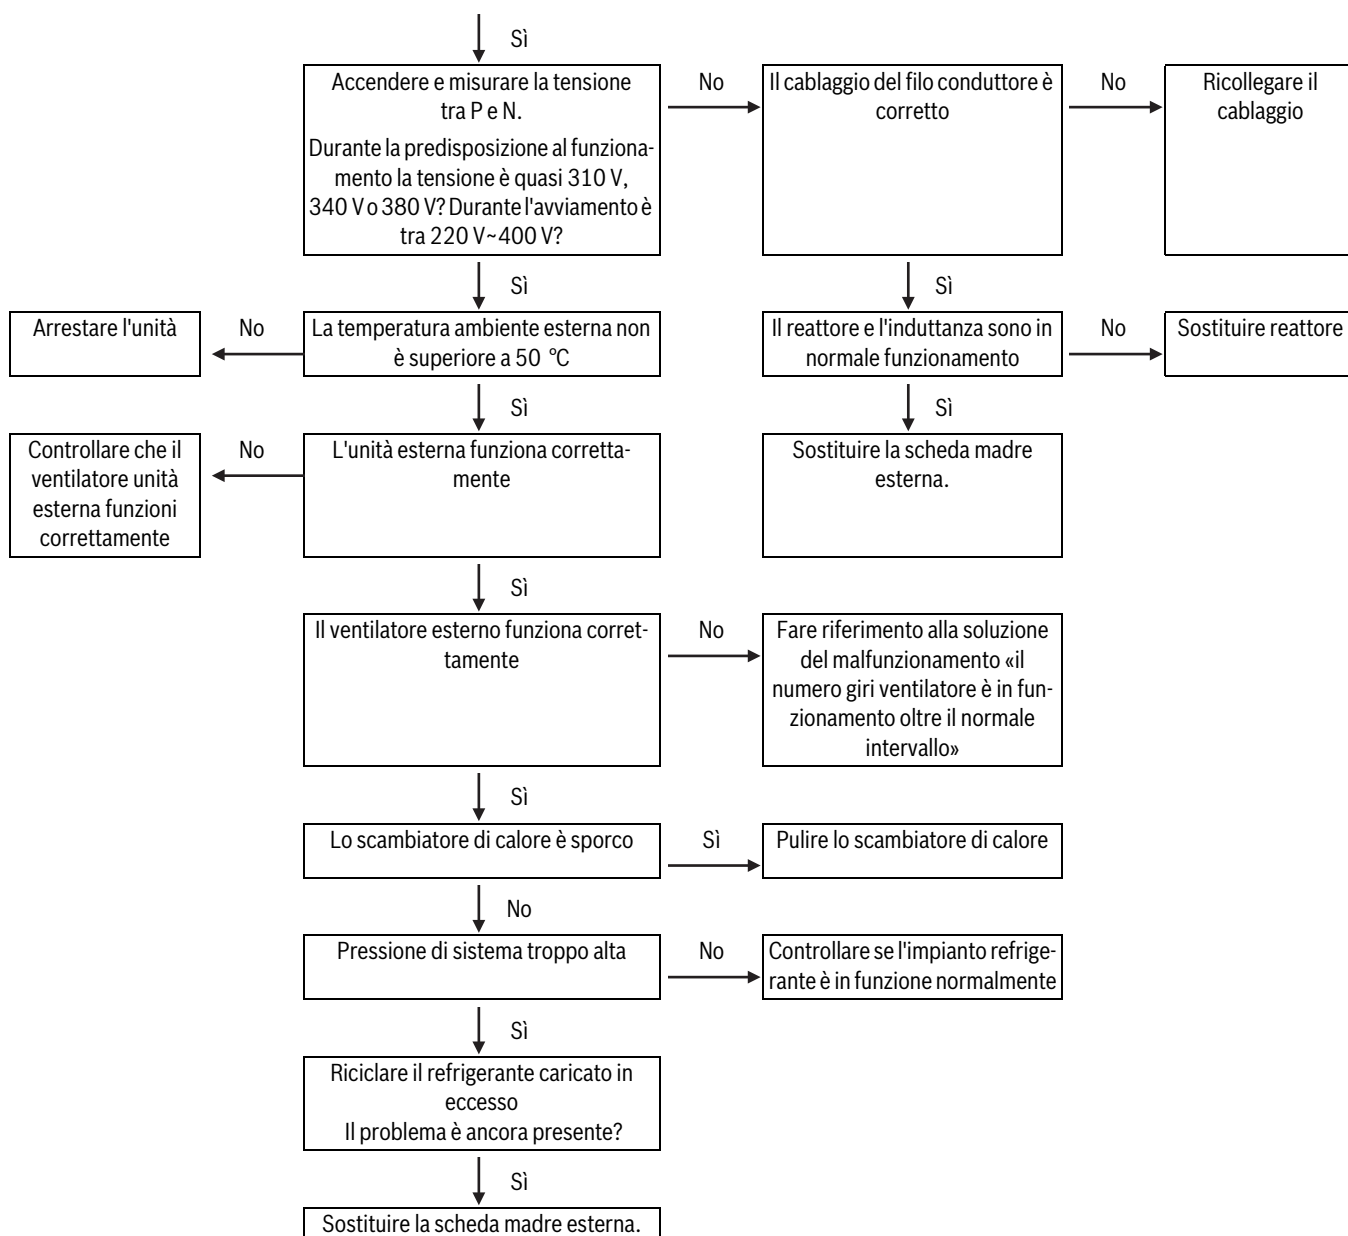 Sì
Accendere e misurare la tensione
tra P e N.
Durante la predisposizione al funziona-
mento la tensione è quasi 310 V,
340 V o 380 V? Durante l'avviamento è
tra 220 V~400 V?
No
Il cablaggio del filo conduttore è
corretto
No
Ricollegare il
cablaggio
Sì
Sì
Arrestare l'unità
No
La temperatura ambiente esterna non
è superiore a 50 °C
Il reattore e l'induttanza sono in
normale funzionamento
No
Sostituire reattore
Sì
Sì
Controllare che il
ventilatore unità
esterna funzioni
correttamente
No
L'unità esterna funziona corretta-
mente
Sostituire la scheda madre
esterna.
Sì
Il ventilatore esterno funziona corret-
tamente
No
Fare riferimento alla soluzione
del malfunzionamento «il
numero giri ventilatore è in fun-
zionamento oltre il normale
intervallo»
Sì
Lo scambiatore di calore è sporco
Sì
Pulire lo scambiatore di calore
No
Pressione di sistema troppo alta
No
Controllare se l'impianto refrige-
rante è in funzione normalmente
Sì
Riciclare il refrigerante caricato in
eccesso
Il problema è ancora presente?
Sì
Sostituire la scheda madre esterna.